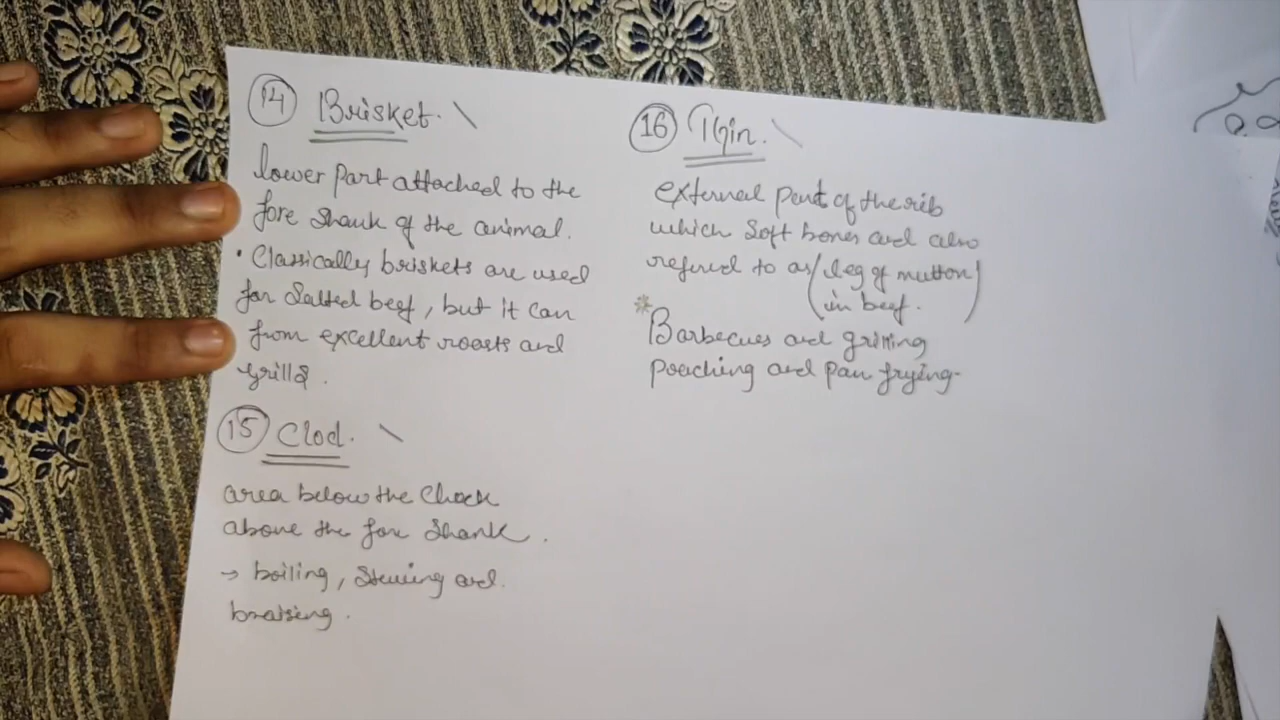 14 Brisket.
lower part attached to the
fore shank of the animal.
• Classically briskets are used
for salted beef, but it can
from excellent roasts and
grills.
15 Clod.
area below the Chuck
above the fore shank.
→ boiling, stewing and
braising.
16 Thin.
external part of the rib
which soft bones and also
refered to as (leg of mutton
in beef.)
* Barbecues and grilling
poaching and pan frying.